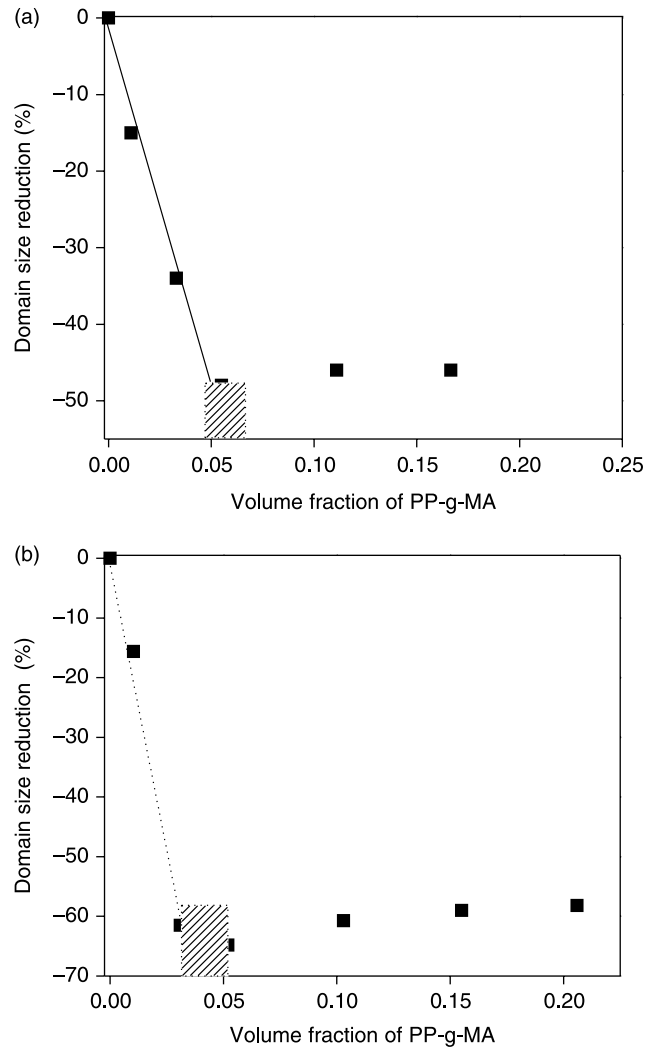 (a)
0
−10
−20
−30
−40
−50
Domain size reduction (%)
0.00 0.05 0.10 0.15 0.20 0.25
Volume fraction of PP-g-MA
(b)
0
−10
−20
−30
−40
−50
−60
−70
Domain size reduction (%)
0.00 0.05 0.10 0.15 0.20
Volume fraction of PP-g-MA